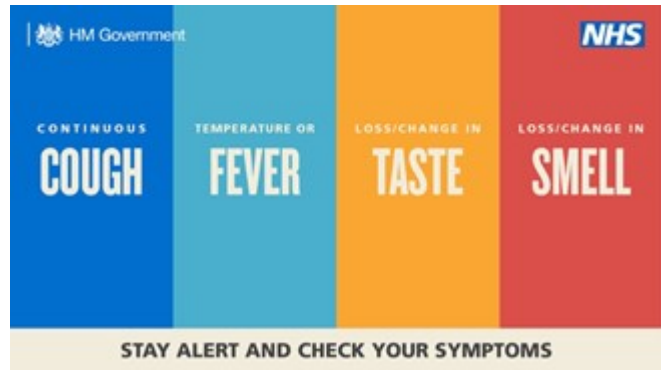 HM Government
NHS
CONTINUOUS
COUGH
TEMPERATURE OR
FEVER
LOSS/CHANGE IN
TASTE
LOSS/CHANGE IN
SMELL
STAY ALERT AND CHECK YOUR SYMPTOMS